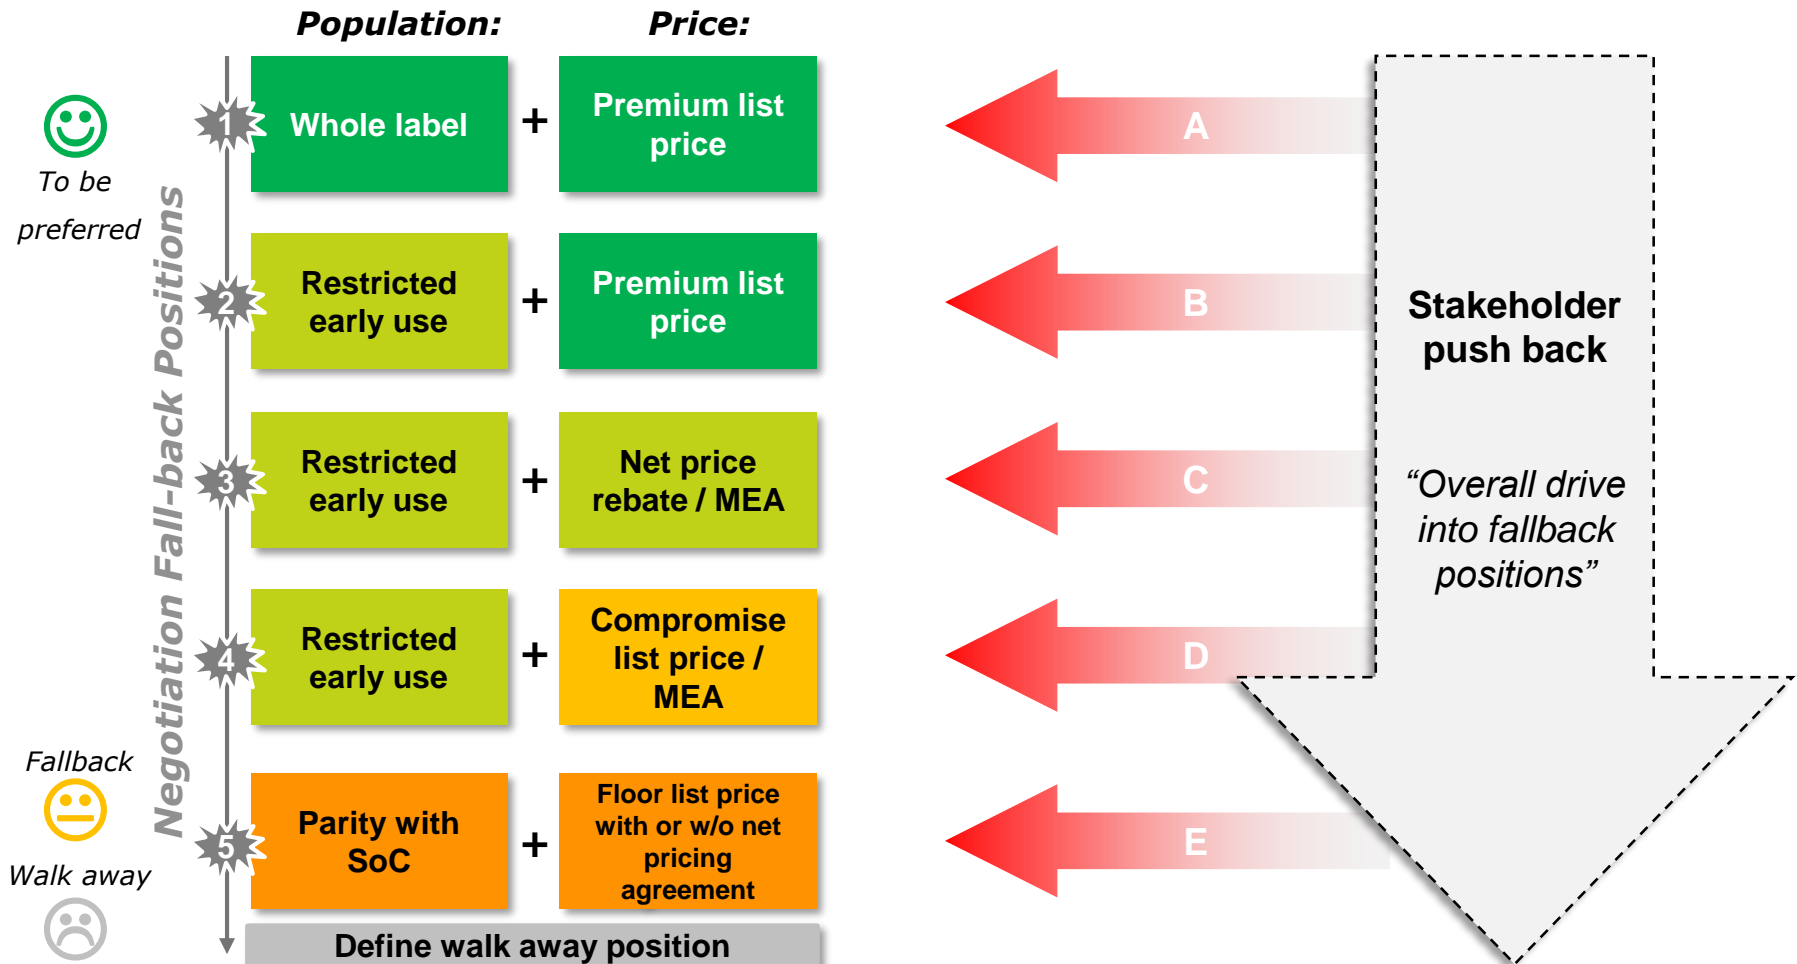 Population:
Price:
To be
preferred
Negotiation Fall-back Positions
1
Whole label
+
Premium list
price
A
2
Restricted
early use
+
Premium list
price
B
3
Restricted
early use
+
Net price
rebate / MEA
C
4
Restricted
early use
+
Compromise
list price /
MEA
D
Fallback
Walk away
5
Parity with
SoC
+
Floor list price
with or w/o net
pricing
agreement
E
Define walk away position
Stakeholder
push back
“Overall drive
into fallback
positions”